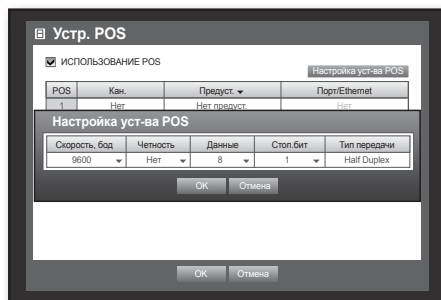 Устр. POS
ИСПОЛЬЗОВАНИЕ POS
Настройка уст-ва POS
POS Кан. Предуст. Порт/Ethernet
1 Нет Нет предуст. Нет
Настройка уст-ва POS
Скорость, бод Четность Данные Стоп.бит Тип передачи
9600 Нет 8 1 Half Duplex
OK Отмена
OK Отмена